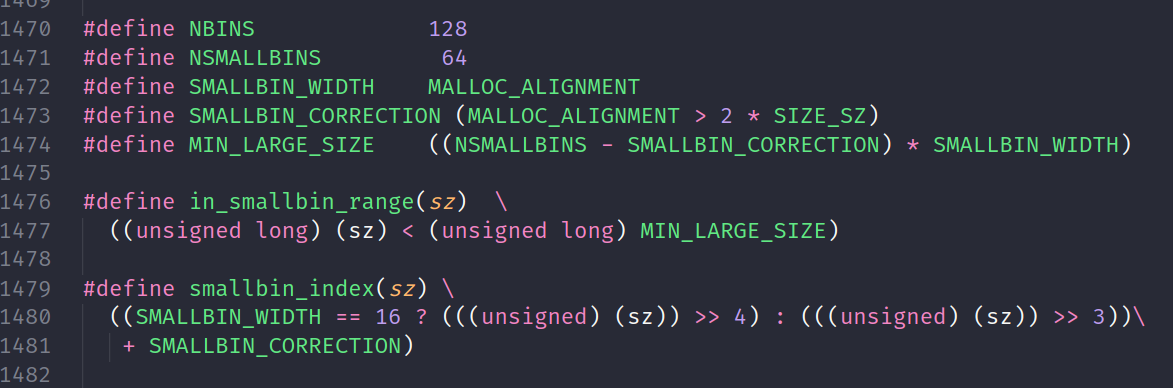 1469
1470 #define NBINS             128
1471 #define NSMALLBINS         64
1472 #define SMALLBIN_WIDTH    MALLOC_ALIGNMENT
1473 #define SMALLBIN_CORRECTION (MALLOC_ALIGNMENT > 2 * SIZE_SZ)
1474 #define MIN_LARGE_SIZE    ((NSMALLBINS - SMALLBIN_CORRECTION) * SMALLBIN_WIDTH)
1475
1476 #define in_smallbin_range(sz)  \
1477   ((unsigned long) (sz) < (unsigned long) MIN_LARGE_SIZE)
1478
1479 #define smallbin_index(sz) \
1480   ((SMALLBIN_WIDTH == 16 ? (((unsigned) (sz)) >> 4) : (((unsigned) (sz)) >> 3))\
1481    + SMALLBIN_CORRECTION)
1482